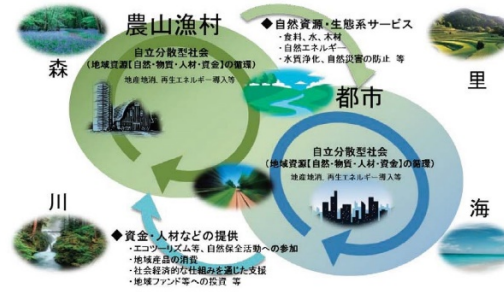 農山漁村
自立分散型社会
(地域資源【自然・物質・人材・資金】の循環)
地産地消、再生エネルギー導入等
森
◆自然資源・生態系サービス
・食料、水、木材
・自然エネルギー
・水質浄化、自然災害の防止 等
里
都市
自立分散型社会
(地域資源【自然・物質・人材・資金】の循環)
地産地消、再生エネルギー導入等
川
◆資金・人材などの提供
・エコツーリズム等、自然保全活動への参加
・地域産品の消費
・社会経済的な仕組を通じた支援
・地域ファンド等への投資 等
海